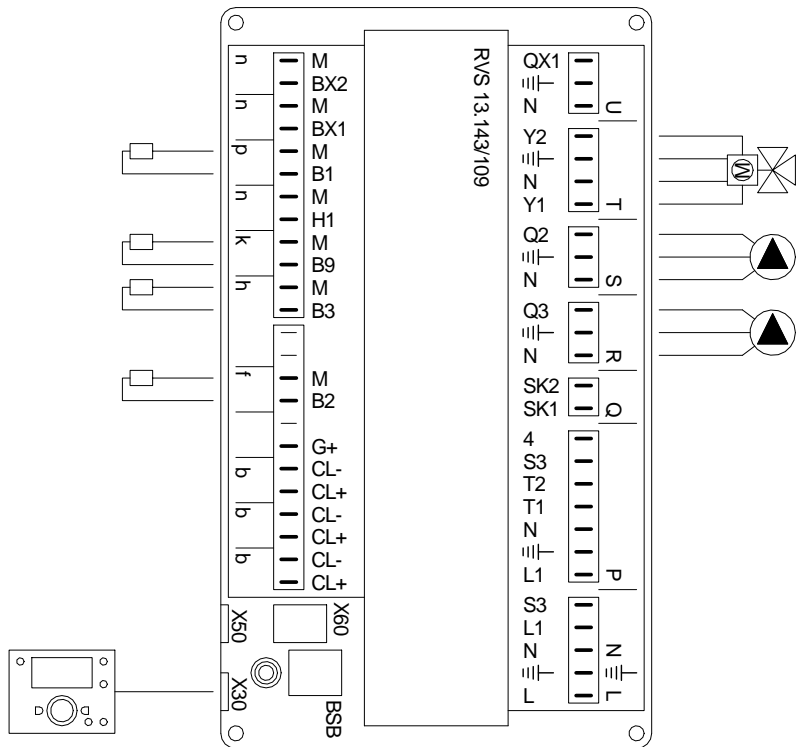 n
M
BX2
n
M
BX1
p
M
B1
n
M
H1
k
M
B9
h
M
B3
f
M
B2
G+
b
CL-
CL+
b
CL-
CL+
b
CL-
CL+
X50
X60
X30
BSB
RVS 13.143/109
QX1
N
U
Y2
N
Y1
T
Q2
N
S
Q3
N
R
SK2
SK1
Q
4
S3
T2
T1
N
L1
P
S3
L1
N
L
N
L
M